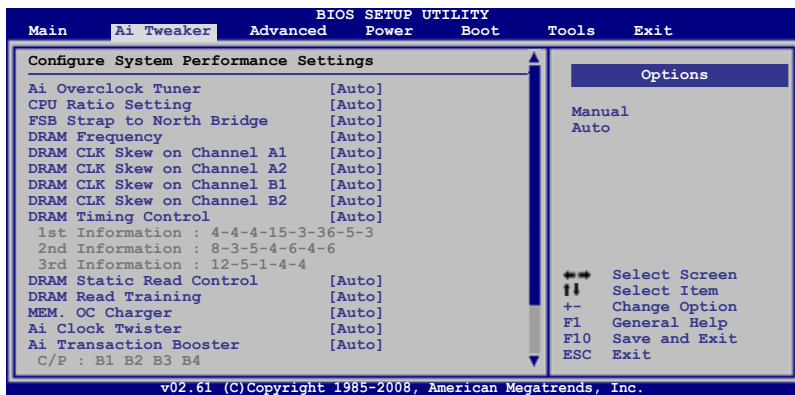 BIOS SETUP UTILITY
Main Ai Tweaker Advanced Power Boot Tools Exit
Configure System Performance Settings
Ai Overclock Tuner [Auto]
CPU Ratio Setting [Auto]
FSB Strap to North Bridge [Auto]
DRAM Frequency [Auto]
DRAM CLK Skew on Channel A1 [Auto]
DRAM CLK Skew on Channel A2 [Auto]
DRAM CLK Skew on Channel B1 [Auto]
DRAM CLK Skew on Channel B2 [Auto]
DRAM Timing Control [Auto]
1st Information : 4-4-4-15-3-36-5-3
2nd Information : 8-3-5-4-6-4-6
3rd Information : 12-5-1-4-4
DRAM Static Read Control [Auto]
DRAM Read Training [Auto]
MEM. OC Charger [Auto]
Ai Clock Twister [Auto]
Ai Transaction Booster [Auto]
C/P : B1 B2 B3 B4
Options
Manual
Auto
Select Screen
Select Item
+- Change Option
F1 General Help
F10 Save and Exit
ESC Exit
v02.61 (C)Copyright 1985-2008, American Megatrends, Inc.